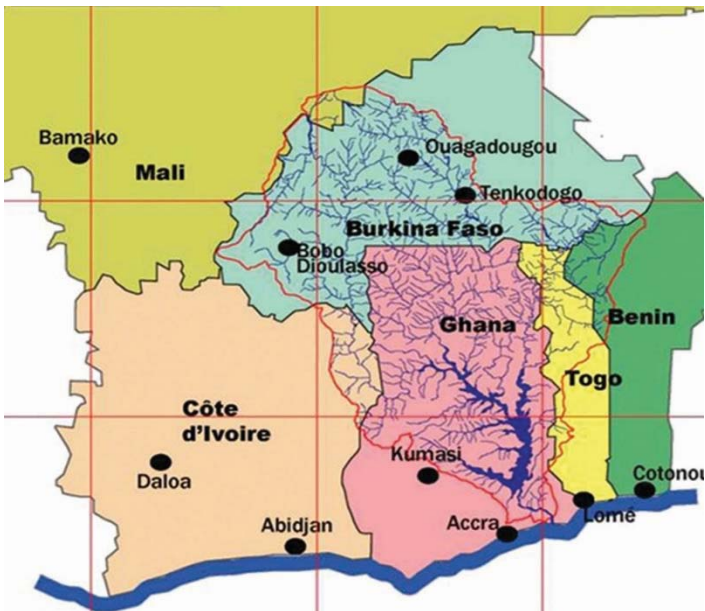 Bamako
Mali
Ouagadougou
Tenkodogo
Burkina Faso
Bobo
Dioulasso
Ghana
Benin
Togo
Côte
d'Ivoire
Kumasi
Daloa
Cotonou
Lomé
Accra
Abidjan